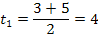 t₁ = (3 + 5)/2 = 4